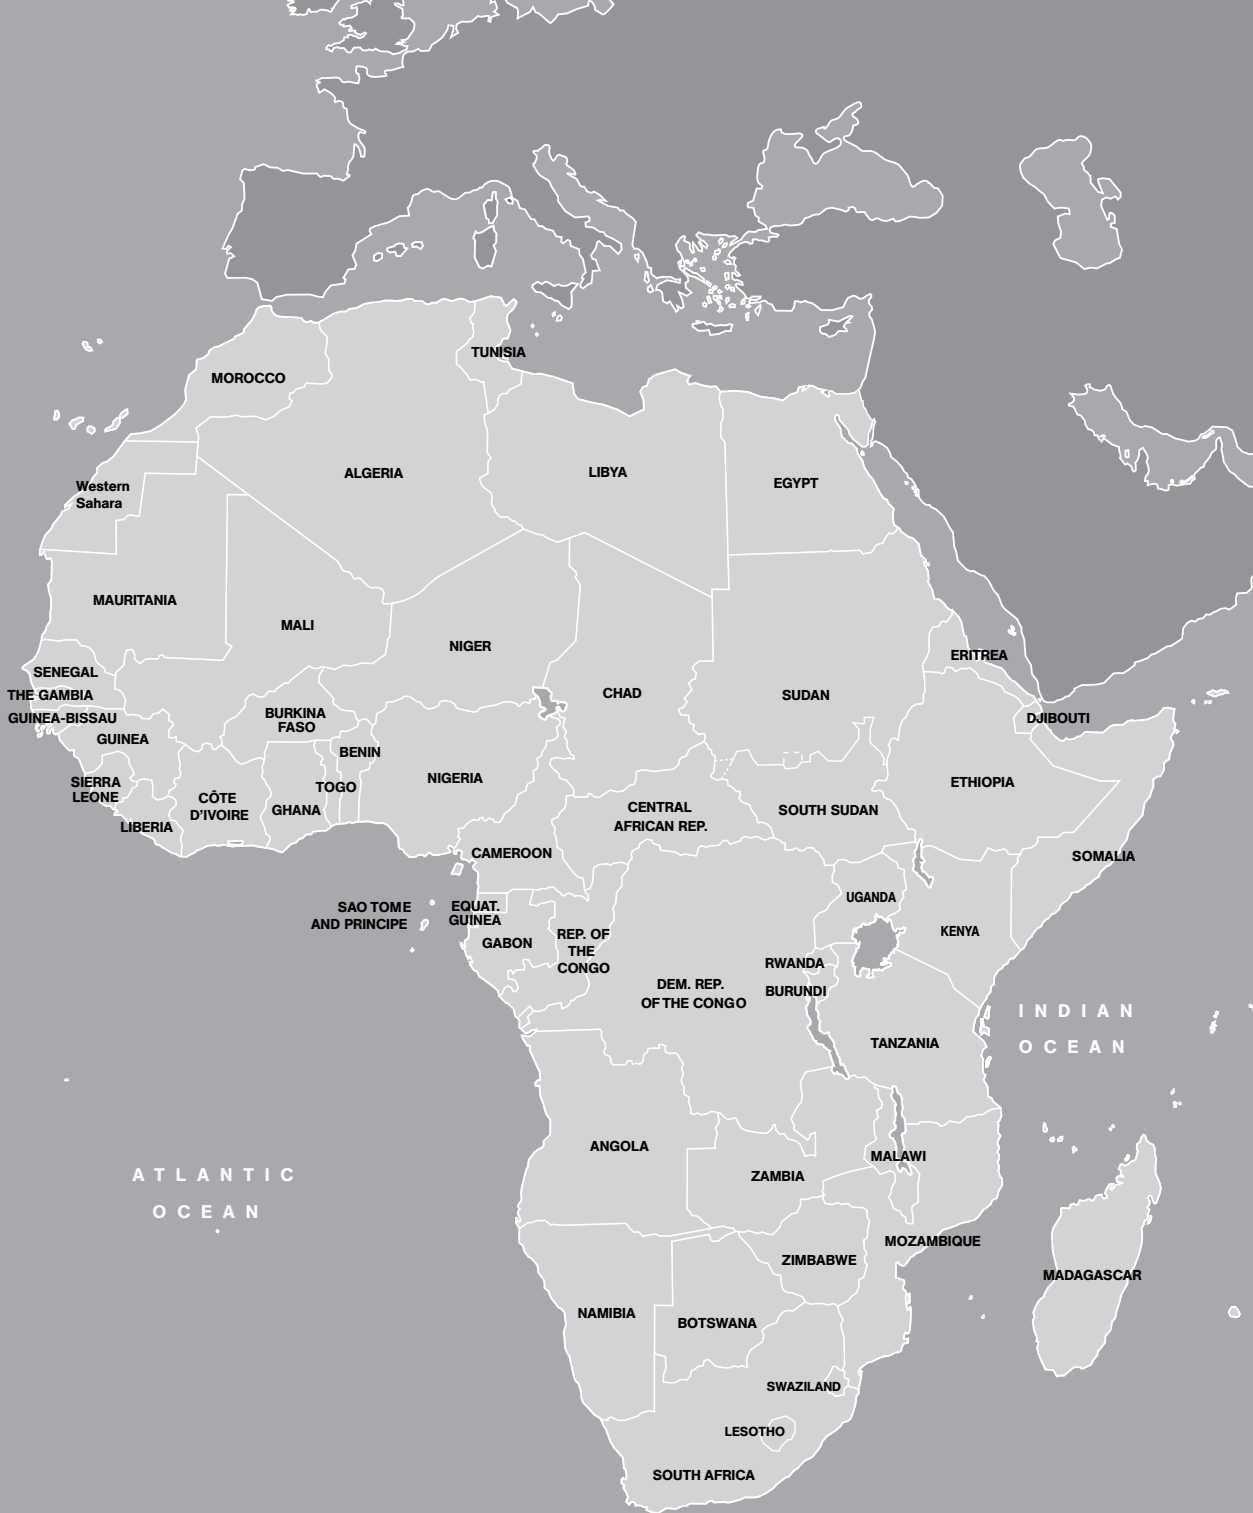 TUNISIA
MOROCCO
ALGERIA
LIBYA
EGYPT
Western
Sahara
MAURITANIA
MALI
NIGER
CHAD
SUDAN
ERITREA
SENEGAL
THE GAMBIA
GUINEA-BISSAU
GUINEA
BURKINA
FASO
DJIBOUTI
BENIN
NIGERIA
ETHIOPIA
SIERRA
LEONE
TOGO
CÔTE
D'IVOIRE
GHANA
LIBERIA
CENTRAL
AFRICAN REP.
SOUTH SUDAN
CAMEROON
SOMALIA
UGANDA
KENYA
SAO TOME
AND PRINCIPE
EQUAT.
GUINEA
GABON
REP. OF
THE
CONGO
RWANDA
BURUNDI
DEM. REP.
OF THE CONGO
INDIAN
OCEAN
TANZANIA
ANGOLA
MALAWI
ZAMBIA
ATLANTIC
OCEAN
MOZAMBIQUE
ZIMBABWE
MADAGASCAR
NAMIBIA
BOTSWANA
SWAZILAND
LESOTHO
SOUTH AFRICA